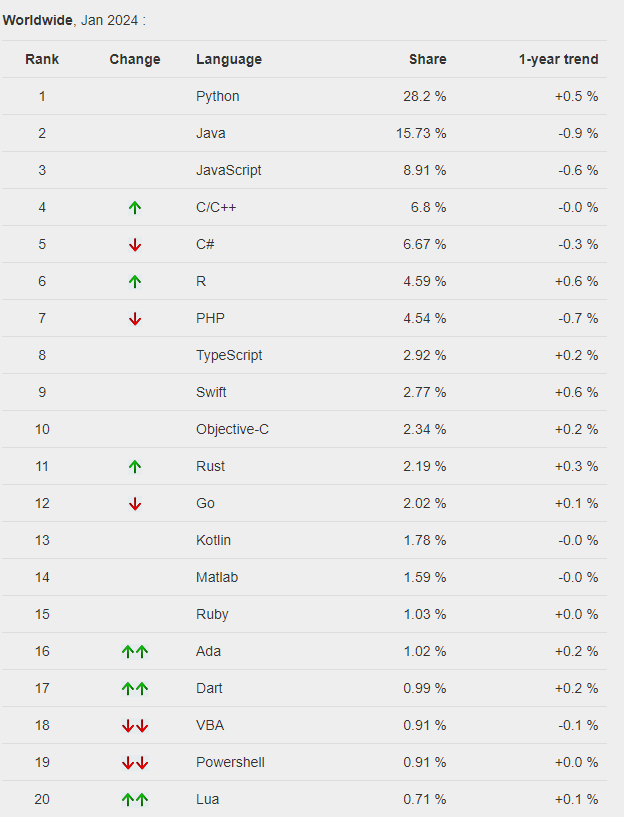 Worldwide, Jan 2024 :
Rank Change Language Share 1-year trend
1 Python 28.2 % +0.5 %
2 Java 15.73 % -0.9 %
3 JavaScript 8.91 % -0.6 %
4 ↑ C/C++ 6.8 % -0.0 %
5 ↓ C# 6.67 % -0.3 %
6 ↑ R 4.59 % +0.6 %
7 ↓ PHP 4.54 % -0.7 %
8 TypeScript 2.92 % +0.2 %
9 Swift 2.77 % +0.6 %
10 Objective-C 2.34 % +0.2 %
11 ↑ Rust 2.19 % +0.3 %
12 ↓ Go 2.02 % +0.1 %
13 Kotlin 1.78 % -0.0 %
14 Matlab 1.59 % -0.0 %
15 Ruby 1.03 % +0.0 %
16 ↑↑ Ada 1.02 % +0.2 %
17 ↑↑ Dart 0.99 % +0.2 %
18 ↓↓ VBA 0.91 % -0.1 %
19 ↓↓ Powershell 0.91 % +0.0 %
20 ↑↑ Lua 0.71 % +0.1 %